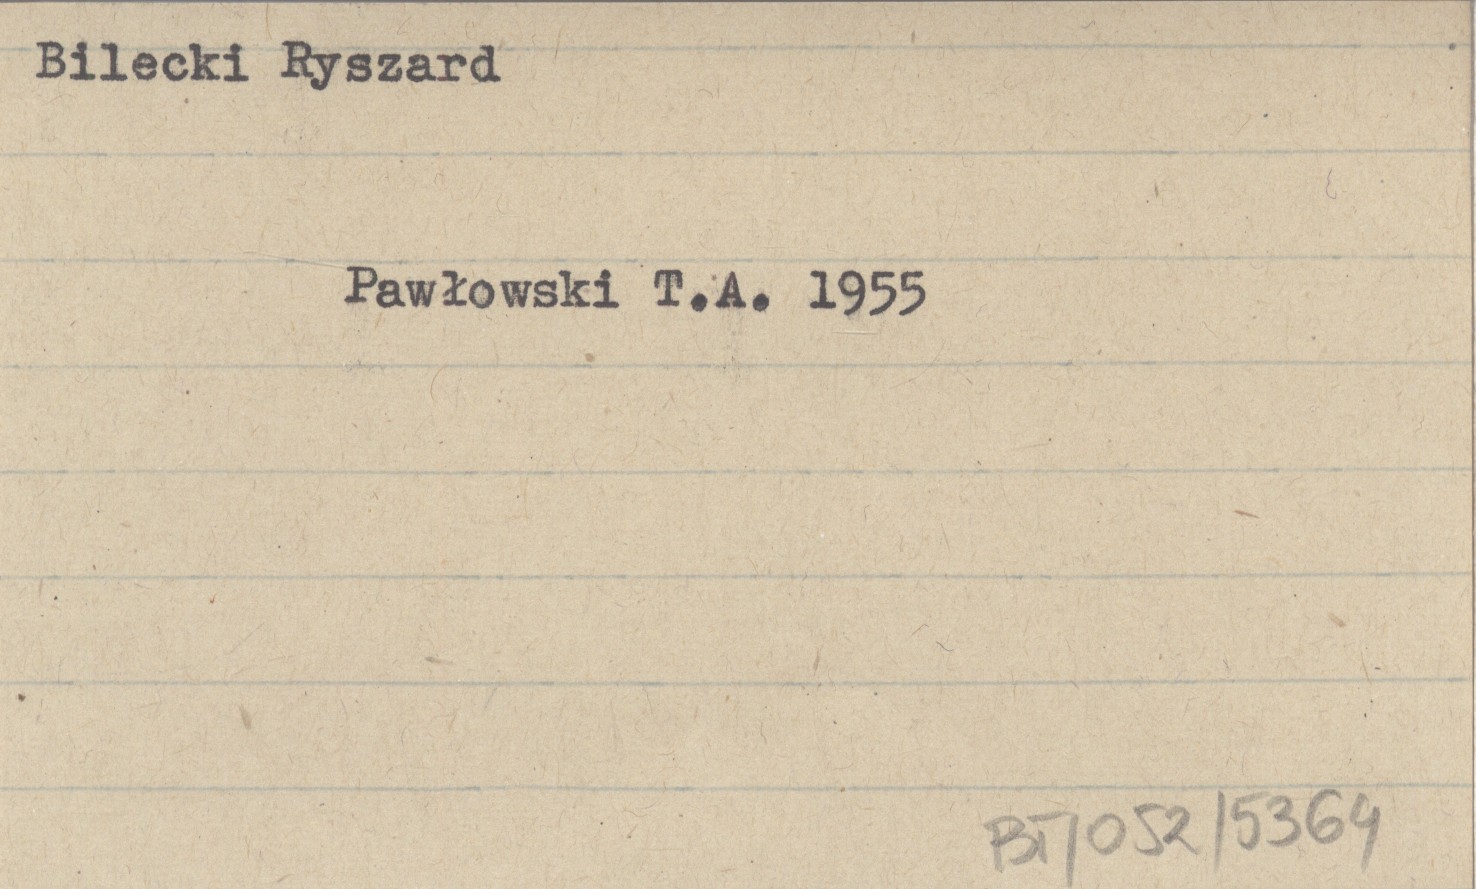 Bilecki Ryszard
Pawłowski T.A. 1955
BT/052/5364